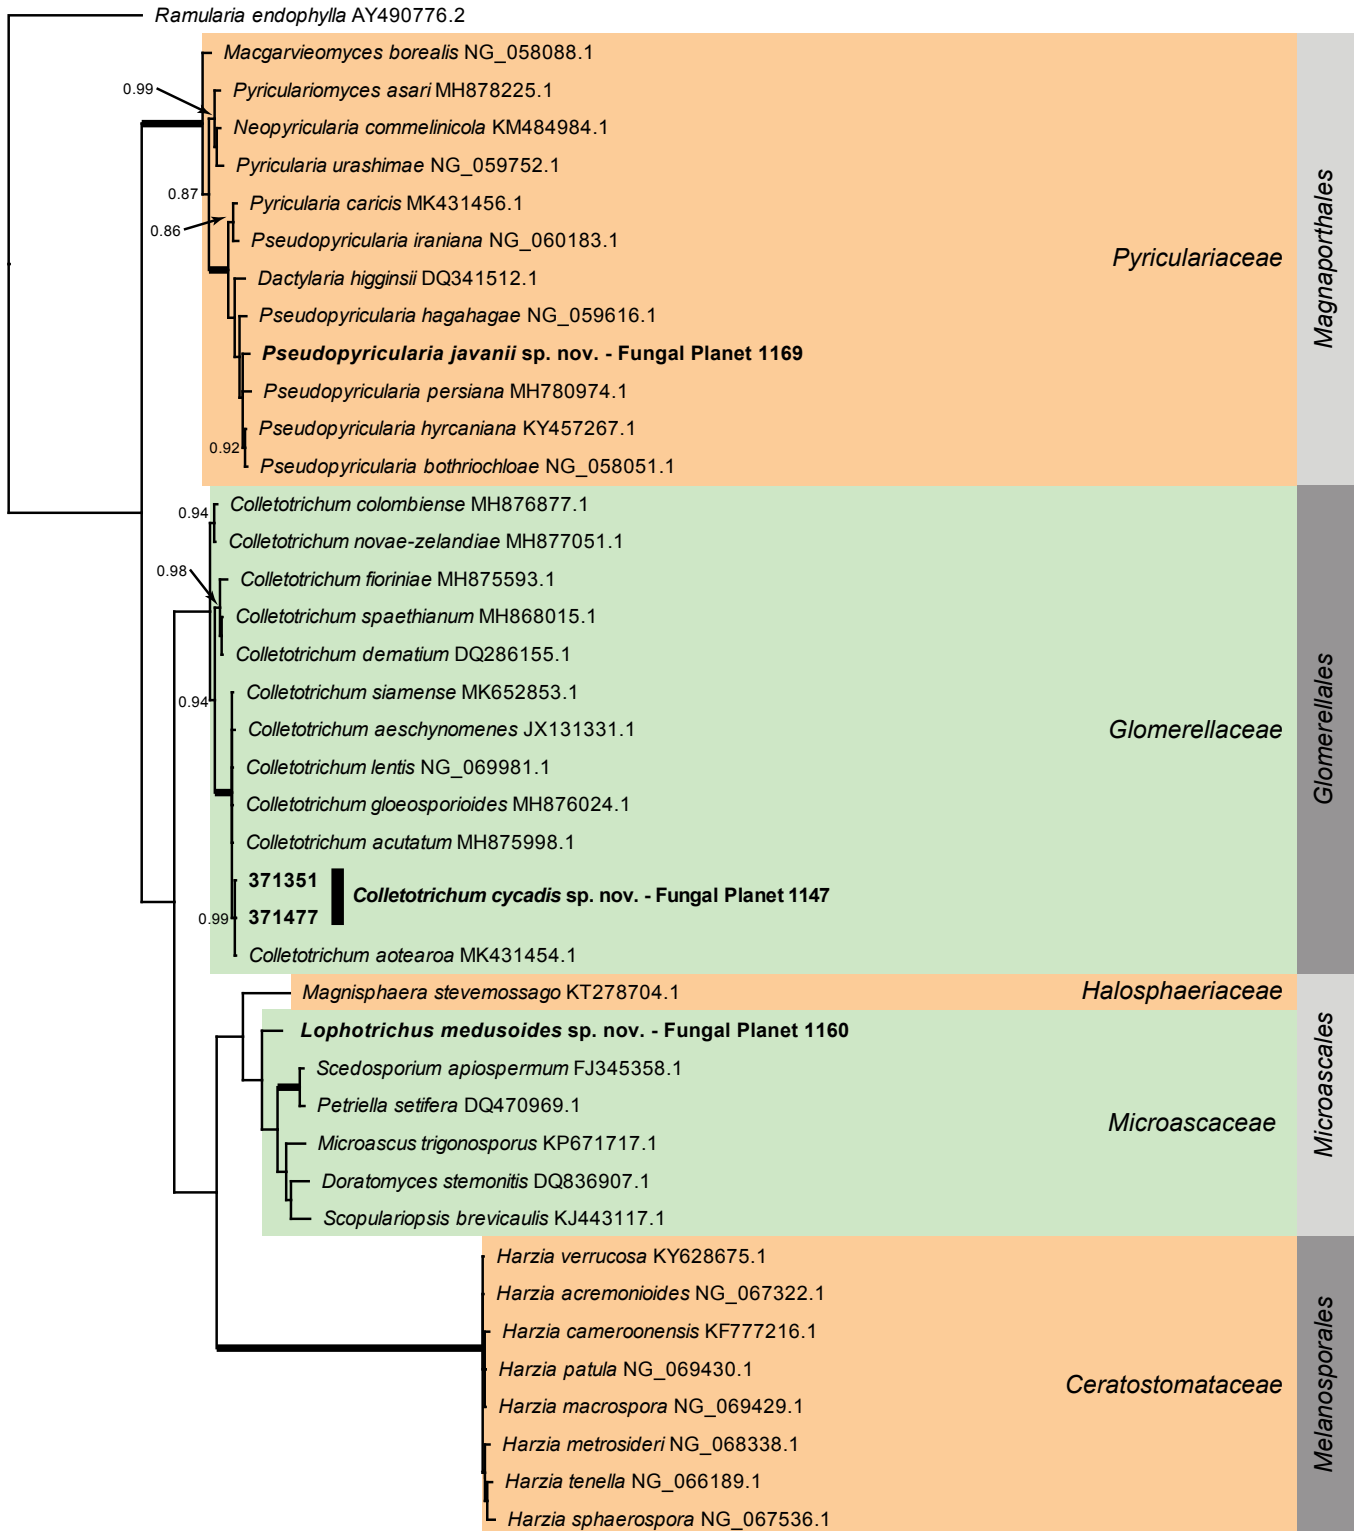 Ramularia endophylla AY490776.2
Macgarvieomyces borealis NG_058088.1
0.99
Pyriculariomyces asari MH878225.1
Neopyricularia commelinicola KM484984.1
Pyricularia urashimae NG_059752.1
0.87
Pyricularia caricis MK431456.1
0.86
Pseudopyricularia iraniana NG_060183.1
Pyriculariaceae
Magnaporthales
Dactylaria higginsii DQ341512.1
Pseudopyricularia hagahagae NG_059616.1
Pseudopyricularia javanii sp. nov. - Fungal Planet 1169
Pseudopyricularia persiana MH780974.1
Pseudopyricularia hyrcaniana KY457267.1
0.92
Pseudopyricularia bothriochloae NG_058051.1
Colletotrichum colombiense MH876877.1
0.94
Colletotrichum novae-zelandiae MH877051.1
0.98
Colletotrichum fioriniae MH875593.1
Colletotrichum spaethianum MH868015.1
Colletotrichum dematium DQ286155.1
Colletotrichum siamense MK652853.1
0.94
Colletotrichum aeschynomenes JX131331.1
Glomerellaceae
Glomerellales
Colletotrichum lentis NG_069981.1
Colletotrichum gloeosporioides MH876024.1
Colletotrichum acutatum MH875998.1
371351
Colletotrichum cycadis sp. nov. - Fungal Planet 1147
0.99
371477
Colletotrichum aotearoa MK431454.1
Magnisphaera stevemossago KT278704.1
Halosphaeriaceae
Lophotrichus medusoides sp. nov. - Fungal Planet 1160
Scedosporium apiospermum FJ345358.1
Microascales
Petriella setifera DQ470969.1
Microascaceae
Microascus trigonosporus KP671717.1
Doratomyces stemonitis DQ836907.1
Scopulariopsis brevicaulis KJ443117.1
Harzia verrucosa KY628675.1
Harzia acremonioides NG_067322.1
Harzia cameroonensis KF777216.1
Harzia patula NG_069430.1
Ceratostomataceae
Melanosporales
Harzia macrospora NG_069429.1
Harzia metrosideri NG_068338.1
Harzia tenella NG_066189.1
Harzia sphaerospora NG_067536.1